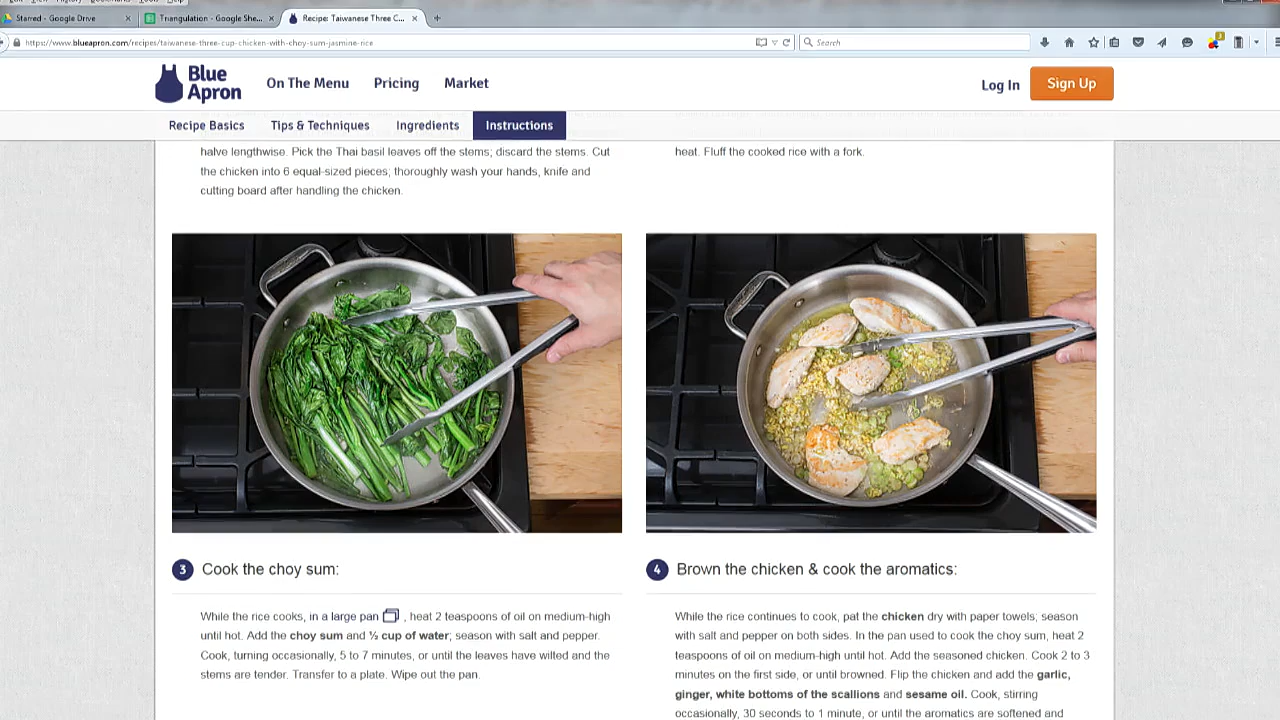 Starred - Google Drive
Triangulation - Google She...
Recipe: Taiwanese Three C...
https://www.blueapron.com/recipes/taiwanese-three-cup-chicken-with-choy-sum-jasmine-rice
Search
3
Blue
Apron
On The Menu
Pricing
Market
Log In
Sign Up
Recipe Basics
Tips & Techniques
Ingredients
Instructions
halve lengthwise. Pick the Thai basil leaves off the stems; discard the stems. Cut
the chicken into 6 equal-sized pieces; thoroughly wash your hands, knife and
cutting board after handling the chicken.
heat. Fluff the cooked rice with a fork.
3 Cook the choy sum:
While the rice cooks, in a large pan , heat 2 teaspoons of oil on medium-high
until hot. Add the choy sum and ½ cup of water; season with salt and pepper.
Cook, turning occasionally, 5 to 7 minutes, or until the leaves have wilted and the
stems are tender. Transfer to a plate. Wipe out the pan.
4 Brown the chicken & cook the aromatics:
While the rice continues to cook, pat the chicken dry with paper towels; season
with salt and pepper on both sides. In the pan used to cook the choy sum, heat 2
teaspoons of oil on medium-high until hot. Add the seasoned chicken. Cook 2 to 3
minutes on the first side, or until browned. Flip the chicken and add the garlic,
ginger, white bottoms of the scallions and sesame oil. Cook, stirring
occasionally, 30 seconds to 1 minute, or until the aromatics are softened and